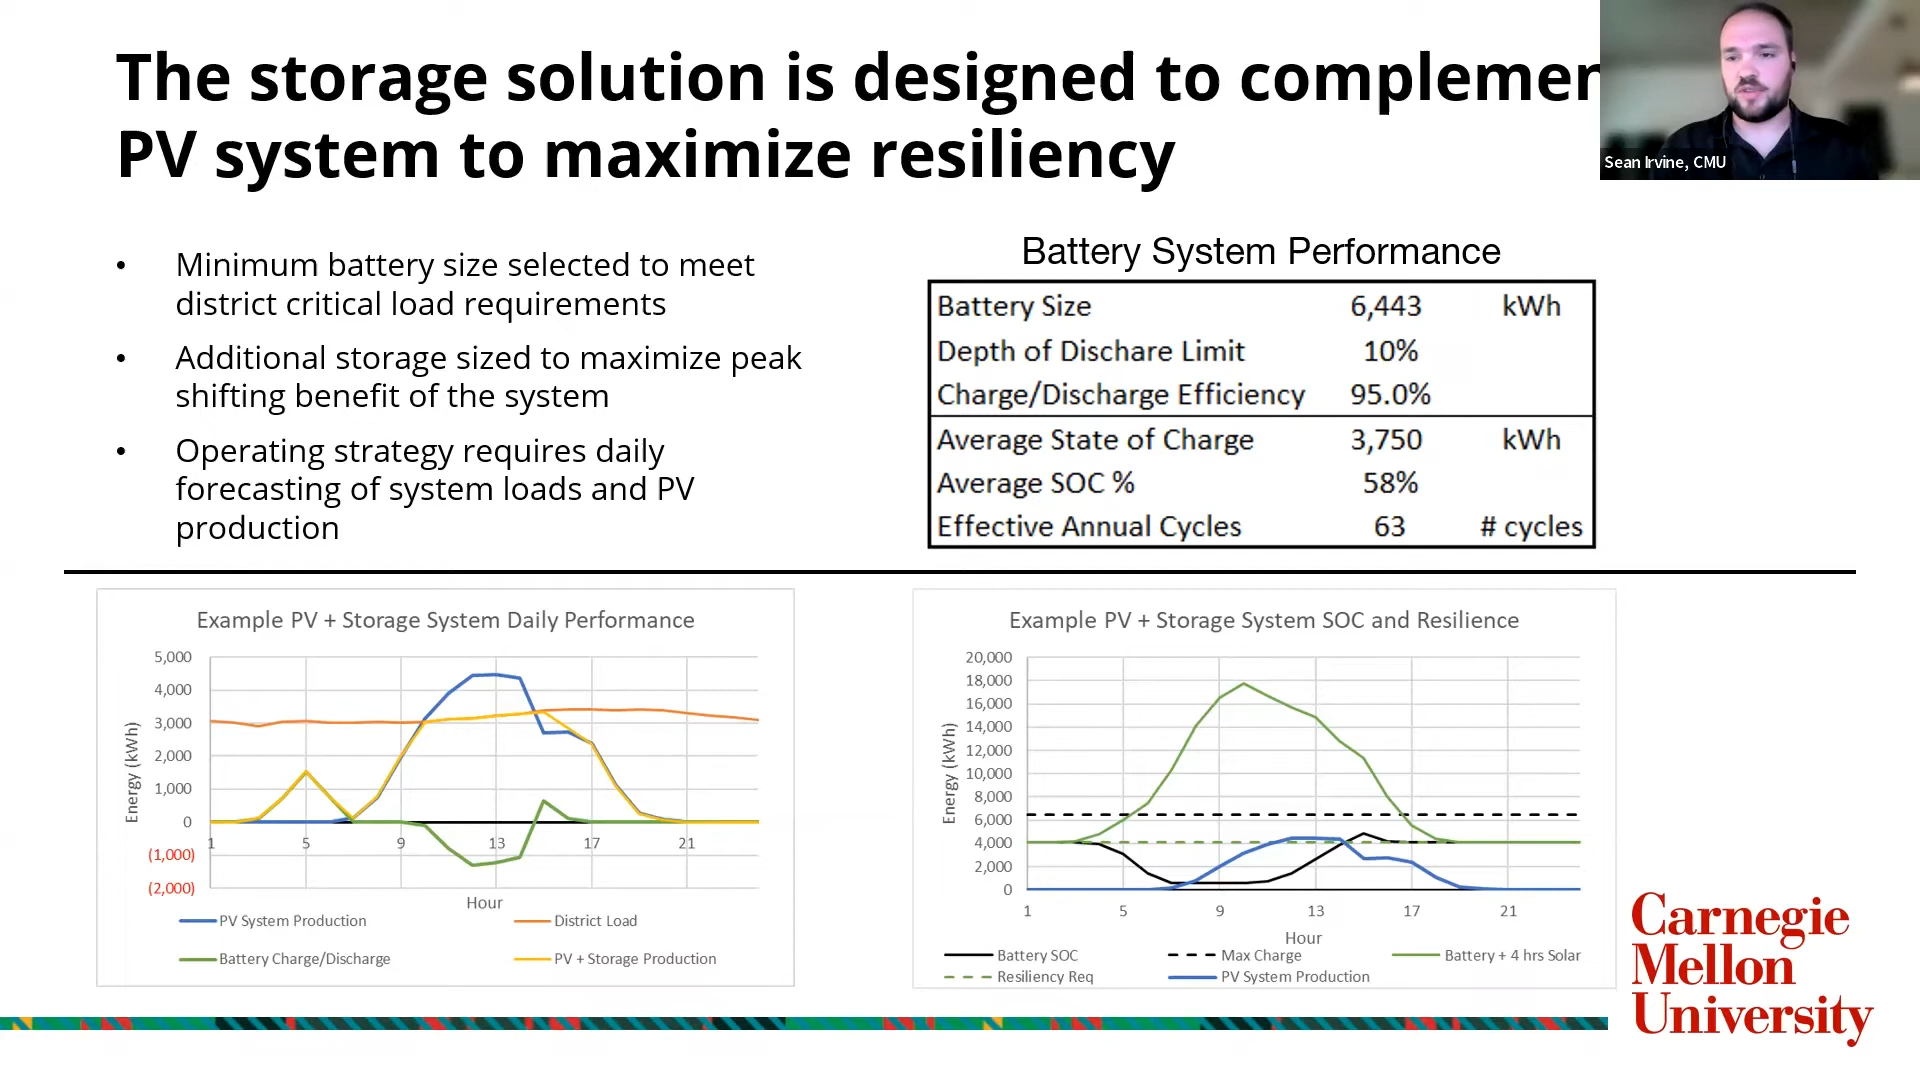 The storage solution is designed to complemen
PV system to maximize resiliency
Sean Irvine, CMU
• Minimum battery size selected to meet
district critical load requirements
• Additional storage sized to maximize peak
shifting benefit of the system
• Operating strategy requires daily
forecasting of system loads and PV
production
Battery System Performance
Battery Size 6,443 kWh
Depth of Dischare Limit 10%
Charge/Discharge Efficiency 95.0%
Average State of Charge 3,750 kWh
Average SOC % 58%
Effective Annual Cycles 63 # cycles
Example PV + Storage System Daily Performance
Energy (kWh)
5,000
4,000
3,000
2,000
1,000
0
(1,000)
(2,000)
1 5 9 13 17 21
Hour
PV System Production District Load
Battery Charge/Discharge PV + Storage Production
Example PV + Storage System SOC and Resilience
Energy (kWh)
20,000
18,000
16,000
14,000
12,000
10,000
8,000
6,000
4,000
2,000
0
1 5 9 13 17 21
Hour
Battery SOC Max Charge Battery + 4 hrs Solar
Resiliency Req PV System Production
Carnegie
Mellon
University